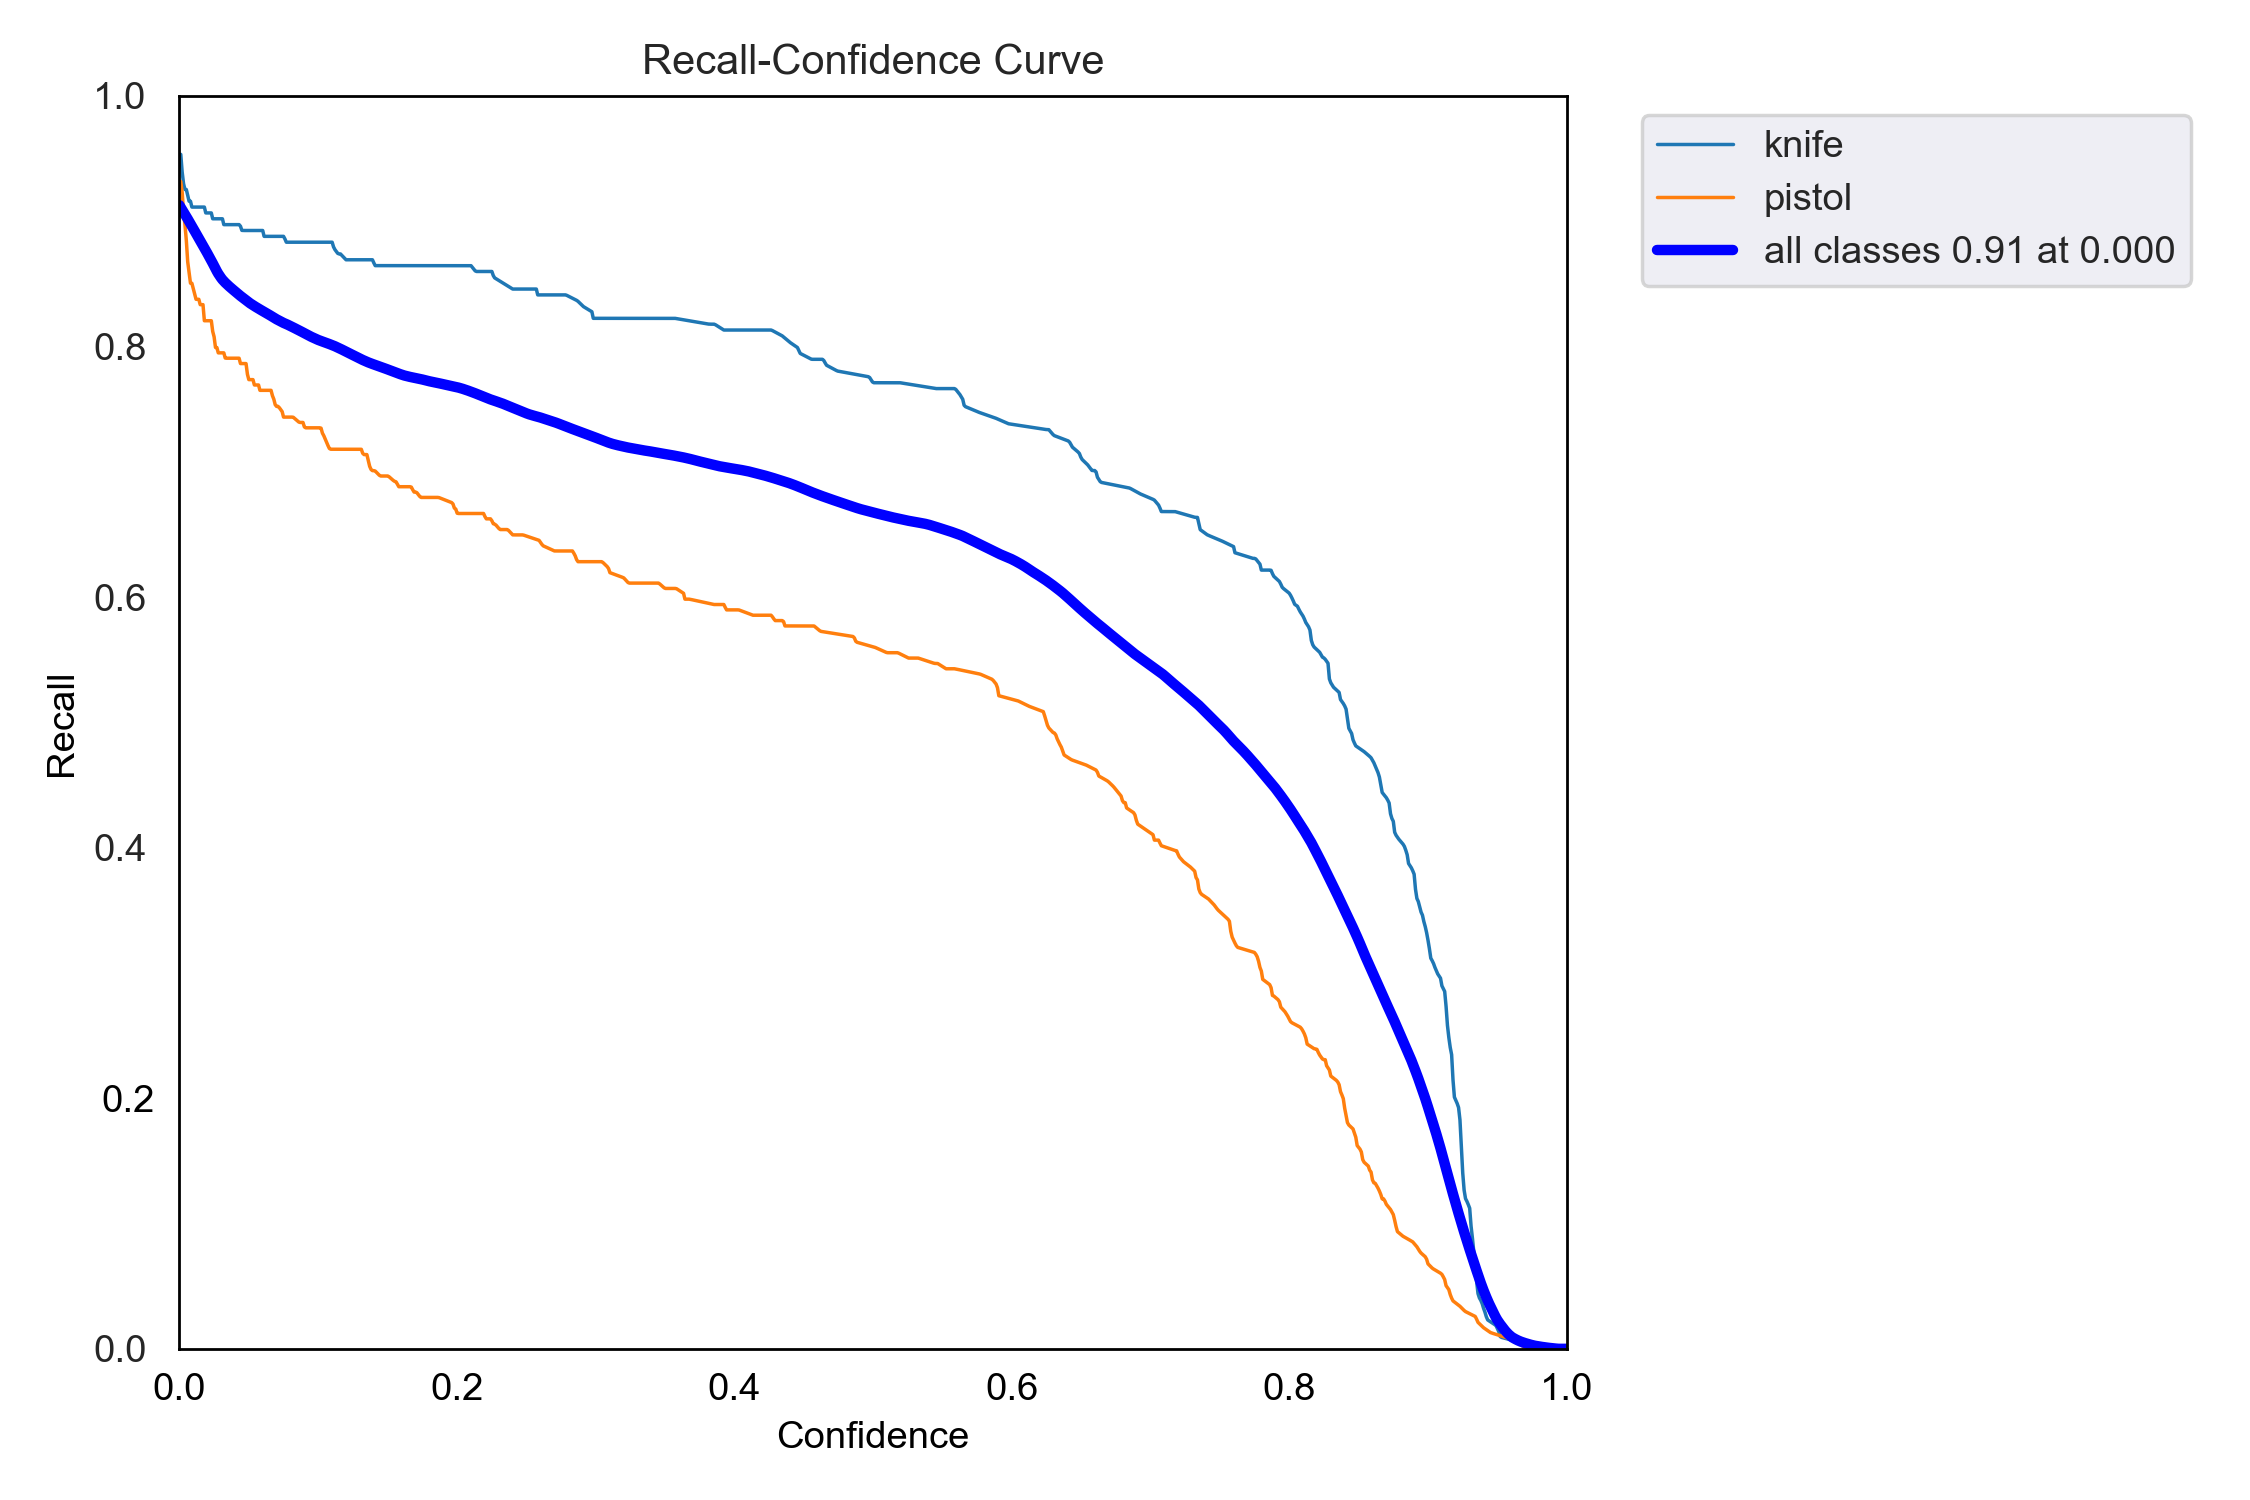 Recall-Confidence Curve
1.0
0.8
0.6
0.4
0.2
0.0
Recall
0.0 0.2 0.4 0.6 0.8 1.0
Confidence
knife
pistol
all classes 0.91 at 0.000